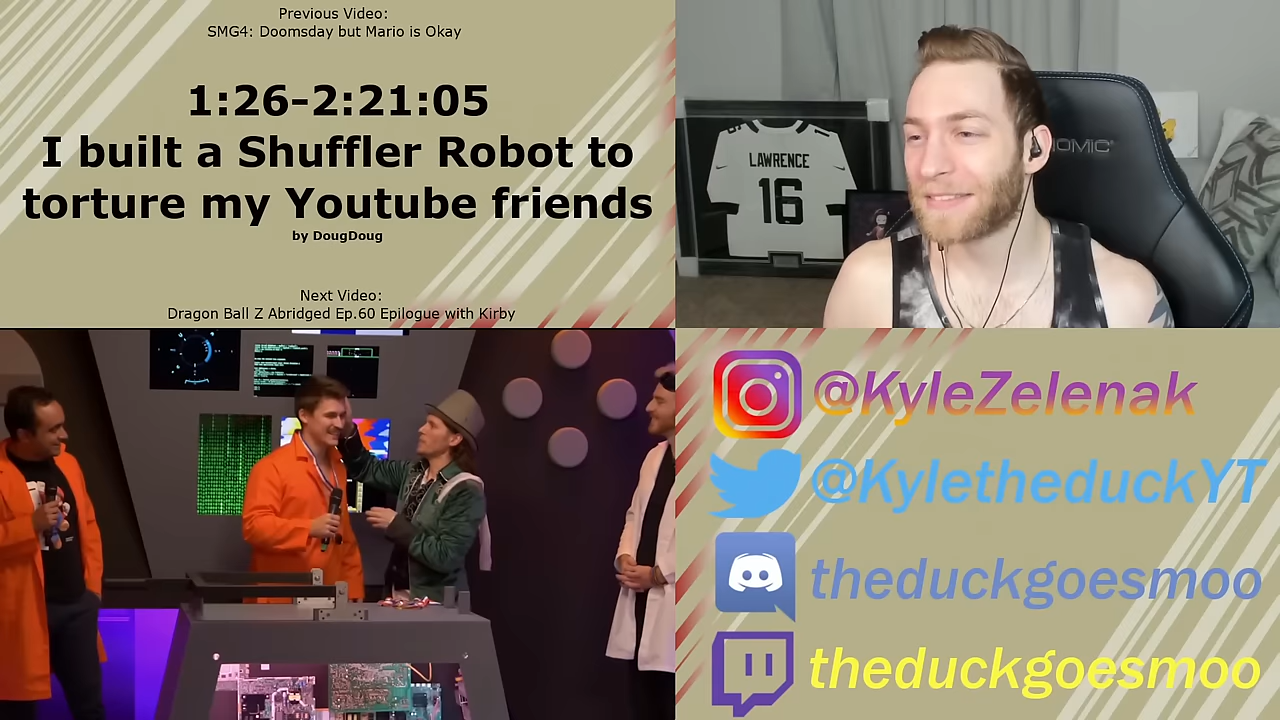 Previous Video:
SMG4: Doomsday but Mario is Okay
1:26-2:21:05
I built a Shuffler Robot to
torture my Youtube friends
by DougDoug
Next Video:
Dragon Ball Z Abridged Ep.60 Epilogue with Kirby
LAWRENCE
16
NOMIC
@KyleZelenak
@KyletheduckYT
theduckgoesmoo
theduckgoesmoo